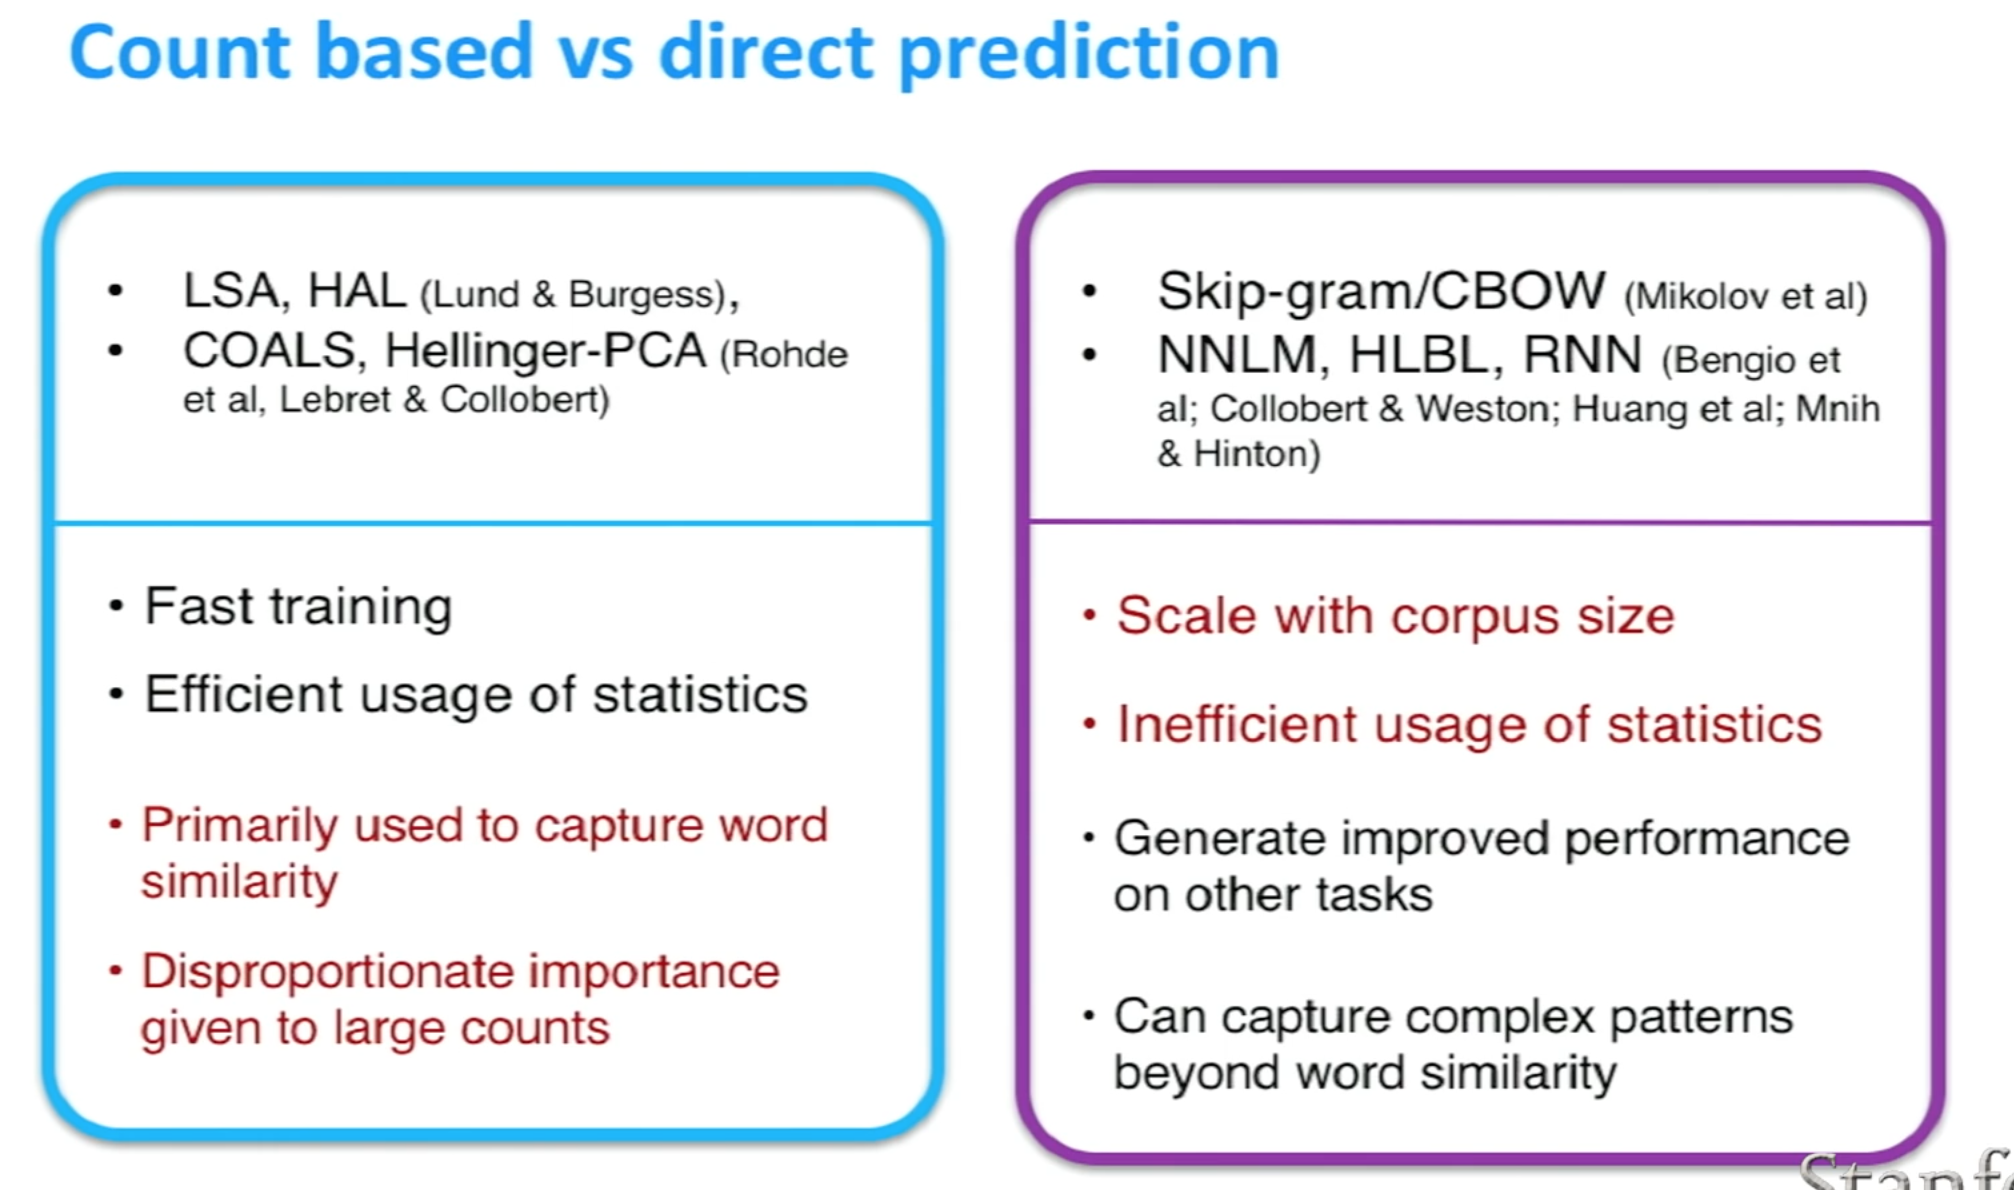 Count based vs direct prediction
• LSA, HAL (Lund & Burgess),
• COALS, Hellinger-PCA (Rohde
et al, Lebret & Collobert)
• Fast training
• Efficient usage of statistics
• Primarily used to capture word
similarity
• Disproportionate importance
given to large counts
• Skip-gram/CBOW (Mikolov et al)
• NNLM, HLBL, RNN (Bengio et
al; Collobert & Weston; Huang et al; Mnih
& Hinton)
• Scale with corpus size
• Inefficient usage of statistics
• Generate improved performance
on other tasks
• Can capture complex patterns
beyond word similarity